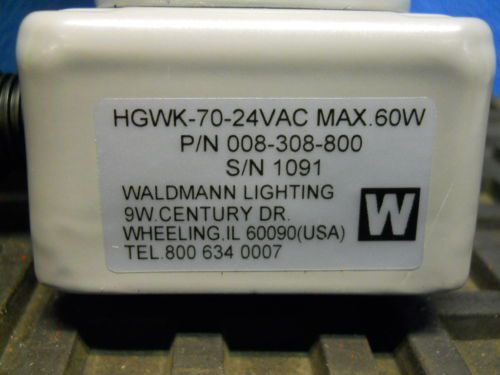 HGWK-70-24VAC MAX.60W
P/N 008-308-800
S/N 1091
WALDMANN LIGHTING
9W.CENTURY DR.
WHEELING.IL 60090(USA)
TEL.800 634 0007
W